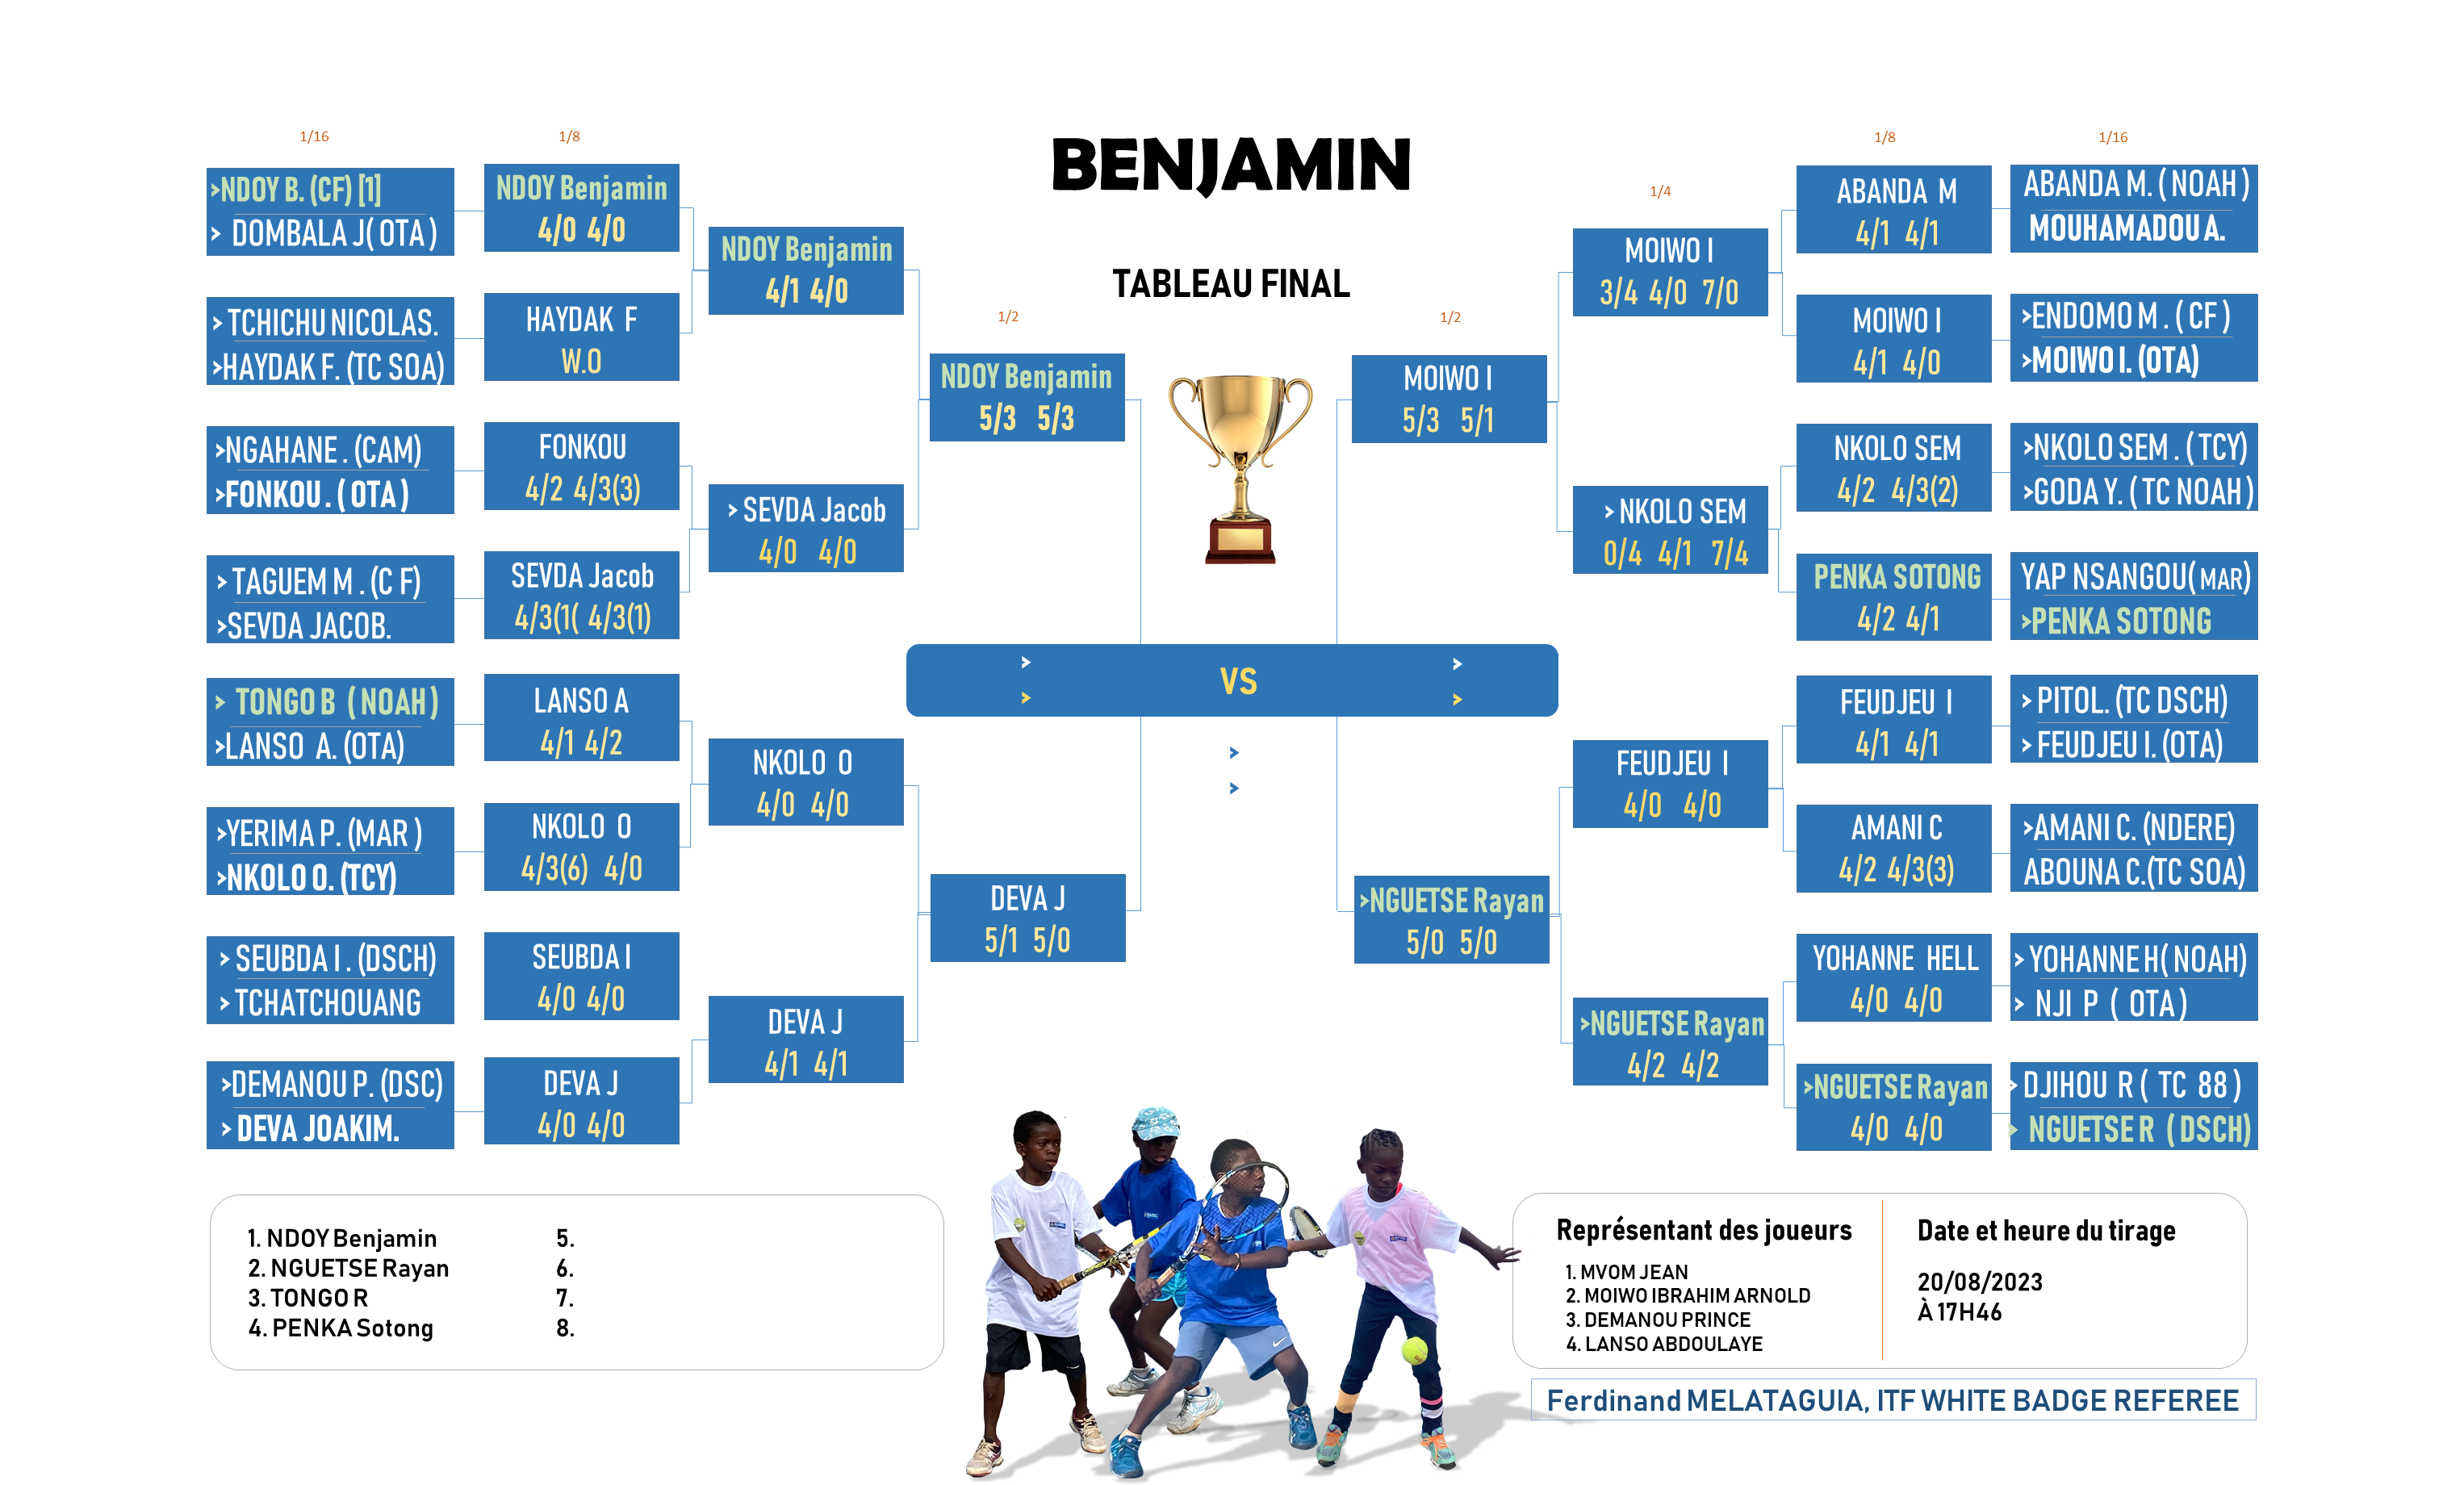 BENJAMIN
TABLEAU FINAL
1/16
1/8
1/2
1/2
1/4
1/8
1/16
>NDOY B. (CF) [1]
> DOMBALA J( OTA )
> TCHICHU NICOLAS.
>HAYDAK F. (TC SOA)
>NGAHANE . (CAM)
>FONKOU . ( OTA )
> TAGUEM M . (C F)
>SEVDA JACOB.
> TONGO B ( NOAH )
>LANSO A. (OTA)
>YERIMA P. (MAR )
>NKOLO O. (TCY)
> SEUBDA I . (DSCH)
> TCHATCHOUANG
>DEMANOU P. (DSC)
> DEVA JOAKIM.
NDOY Benjamin
4/0 4/0
HAYDAK F
W.O
FONKOU
4/2 4/3(3)
SEVDA Jacob
4/3(1( 4/3(1)
LANSO A
4/1 4/2
NKOLO O
4/3(6) 4/0
SEUBDA I
4/0 4/0
DEVA J
4/0 4/0
NDOY Benjamin
4/1 4/0
> SEVDA Jacob
4/0 4/0
NKOLO O
4/0 4/0
DEVA J
4/1 4/1
NDOY Benjamin
5/3 5/3
DEVA J
5/1 5/0
> >
VS
> >
>
>
MOIWO I
5/3 5/1
>NGUETSE Rayan
5/0 5/0
MOIWO I
3/4 4/0 7/0
> NKOLO SEM
0/4 4/1 7/4
FEUDJEU I
4/0 4/0
>NGUETSE Rayan
4/2 4/2
ABANDA M
4/1 4/1
MOIWO I
4/1 4/0
NKOLO SEM
4/2 4/3(2)
PENKA SOTONG
4/2 4/1
FEUDJEU I
4/1 4/1
AMANI C
4/2 4/3(3)
YOHANNE HELL
4/0 4/0
>NGUETSE Rayan
4/0 4/0
ABANDA M. ( NOAH )
MOUHAMADOU A.
>ENDOMO M . ( CF )
>MOIWO I. (OTA)
>NKOLO SEM . ( TCY)
>GODA Y. ( TC NOAH )
YAP NSANGOU( MAR)
>PENKA SOTONG
> PITOL. (TC DSCH)
> FEUDJEU I. (OTA)
>AMANI C. (NDERE)
ABOUNA C.(TC SOA)
> YOHANNE H( NOAH)
> NJI P ( OTA )
> DJIHOU R ( TC 88 )
> NGUETSE R ( DSCH)
1. NDOY Benjamin
2. NGUETSE Rayan
3. TONGO R
4. PENKA Sotong
5.
6.
7.
8.
Représentant des joueurs
1. MVOM JEAN
2. MOIWO IBRAHIM ARNOLD
3. DEMANOU PRINCE
4. LANSO ABDOULAYE
Date et heure du tirage
20/08/2023
À 17H46
Ferdinand MELATAGUIA, ITF WHITE BADGE REFEREE